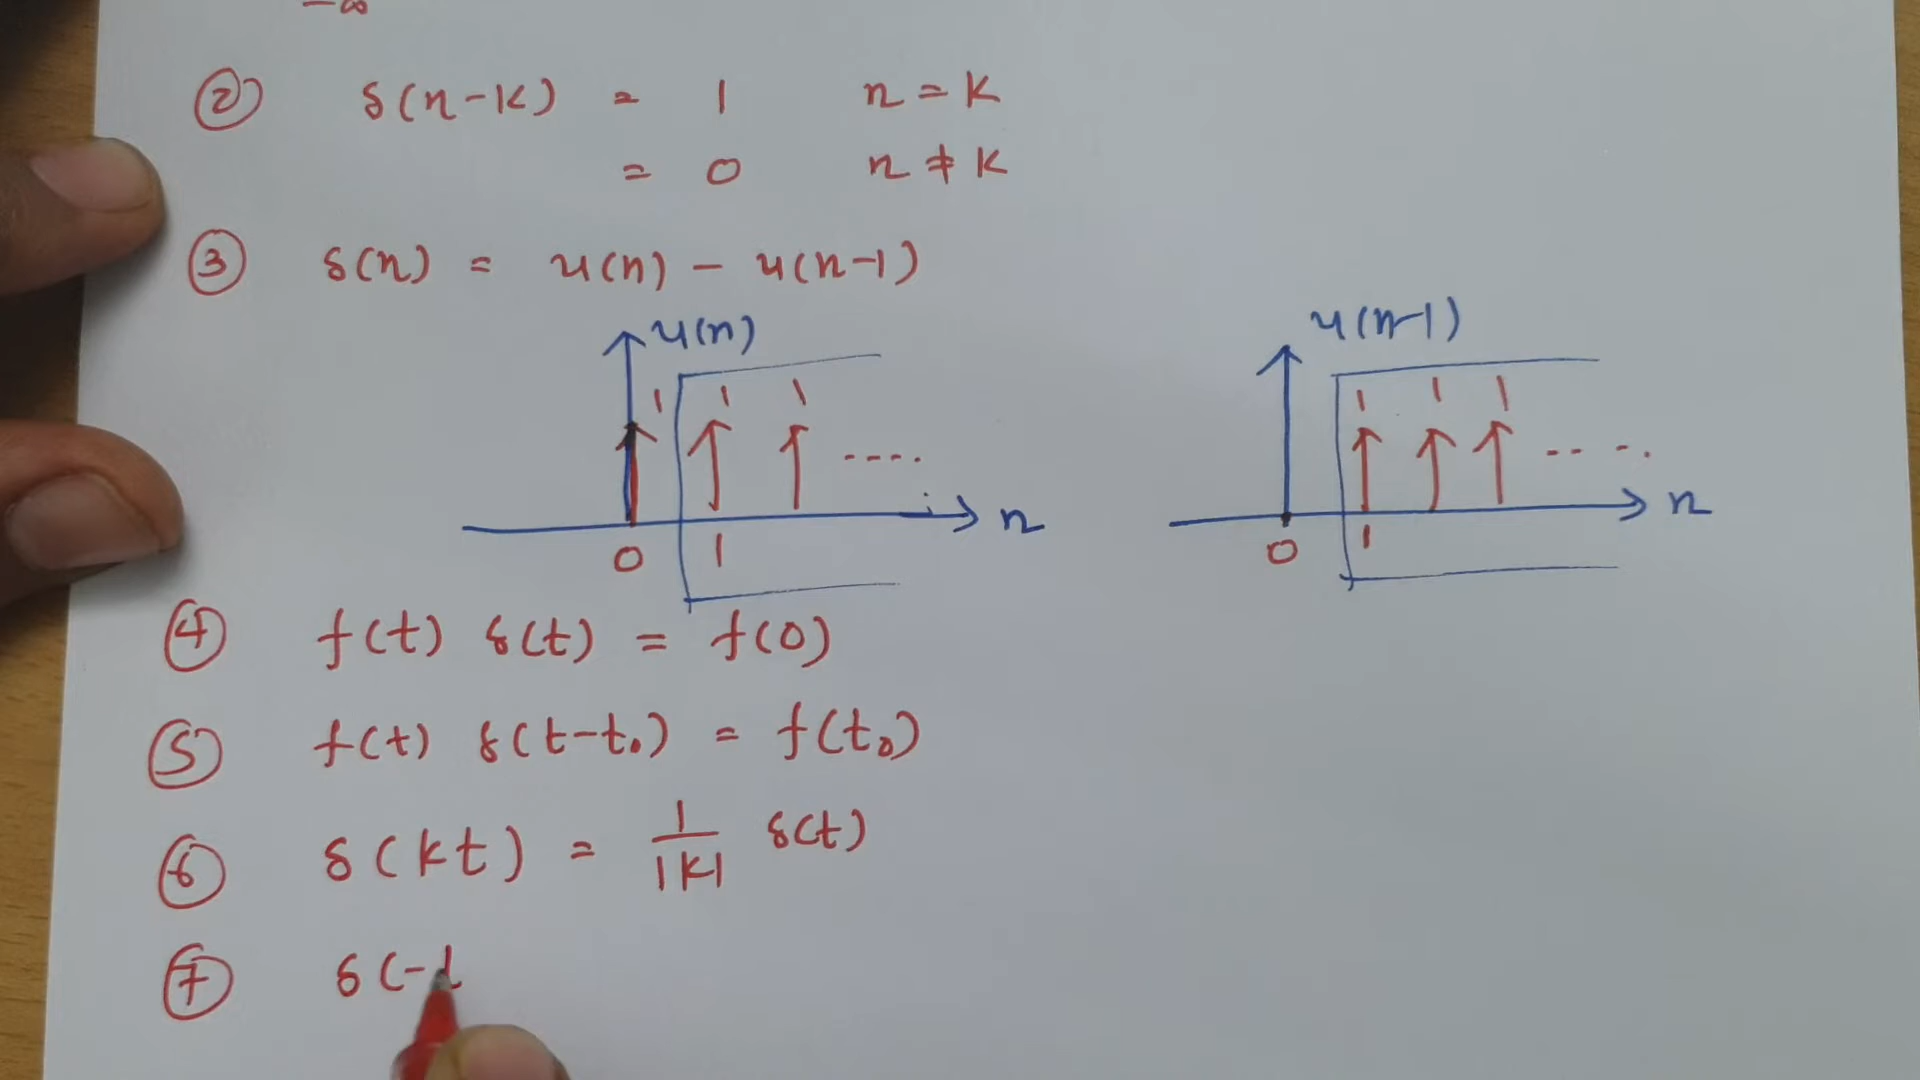 -∞
② δ(n-k) = 1 n = k
= 0 n ≠ k
③ δ(n) = u(n) - u(n-1)
u(n)
1 1 1 ....
n
0 1
u(n-1)
1 1 1 .....
n
0 1
④ f(t) δ(t) = f(0)
⑤ f(t) δ(t-t₀) = f(t₀)
⑥ δ(kt) = 1/|k| δ(t)
⑦ δ(-t